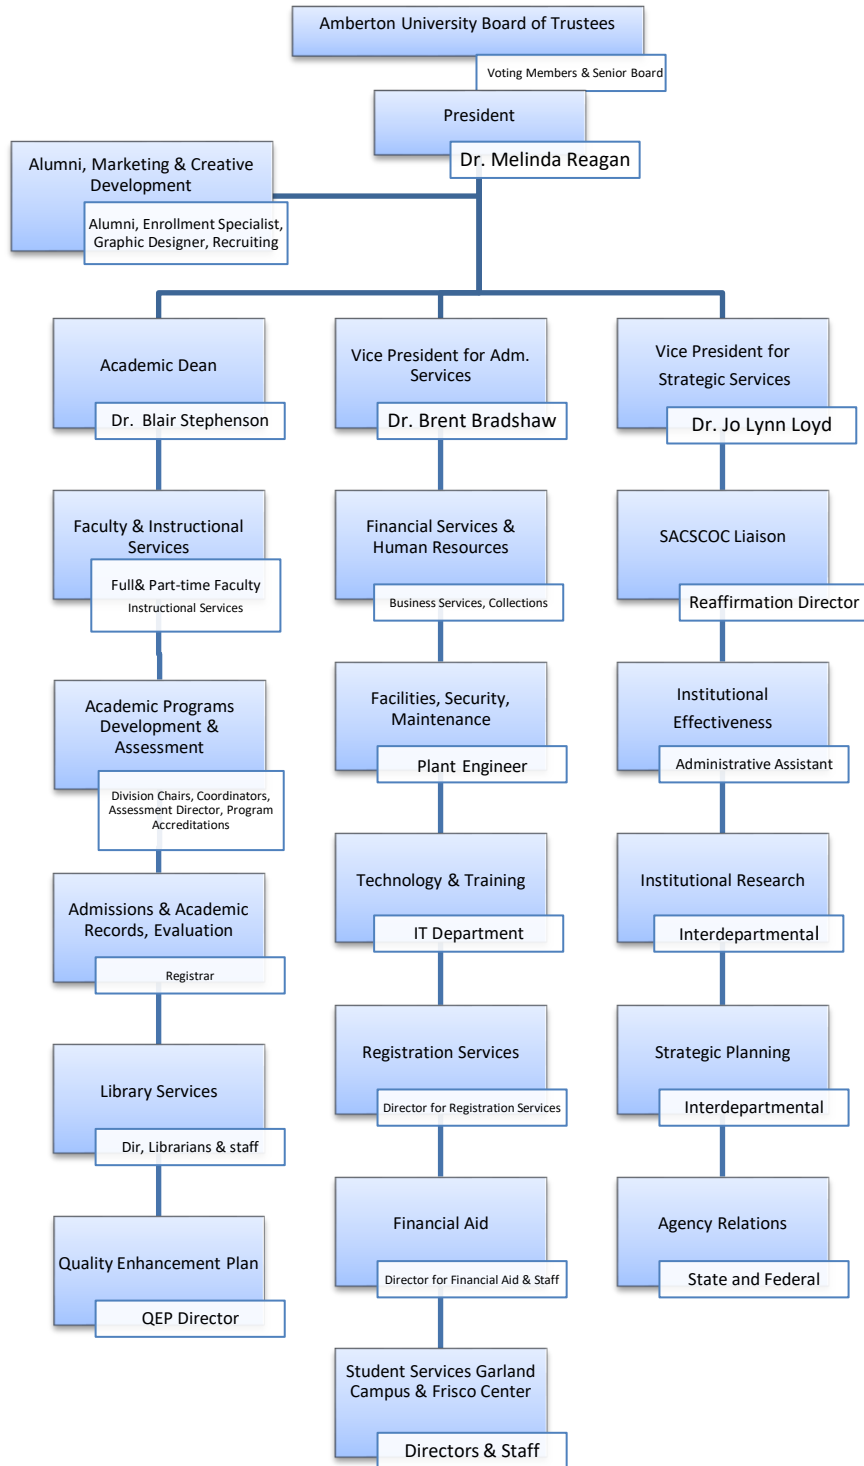 Amberton University Board of Trustees
Voting Members & Senior Board
President
Dr. Melinda Reagan
Alumni, Marketing & Creative
Development
Alumni, Enrollment Specialist,
Graphic Designer, Recruiting
Academic Dean
Dr. Blair Stephenson
Faculty & Instructional
Services
Full& Part-time Faculty
Instructional Services
Academic Programs
Development &
Assessment
Division Chairs, Coordinators,
Assessment Director, Program
Accreditations
Admissions & Academic
Records, Evaluation
Registrar
Library Services
Dir, Librarians & staff
Quality Enhancement Plan
QEP Director
Vice President for Adm.
Services
Dr. Brent Bradshaw
Financial Services &
Human Resources
Business Services, Collections
Facilities, Security,
Maintenance
Plant Engineer
Technology & Training
IT Department
Registration Services
Director for Registration Services
Financial Aid
Director for Financial Aid & Staff
Student Services Garland
Campus & Frisco Center
Directors & Staff
Vice President for
Strategic Services
Dr. Jo Lynn Loyd
SACSCOC Liaison
Reaffirmation Director
Institutional
Effectiveness
Administrative Assistant
Institutional Research
Interdepartmental
Strategic Planning
Interdepartmental
Agency Relations
State and Federal